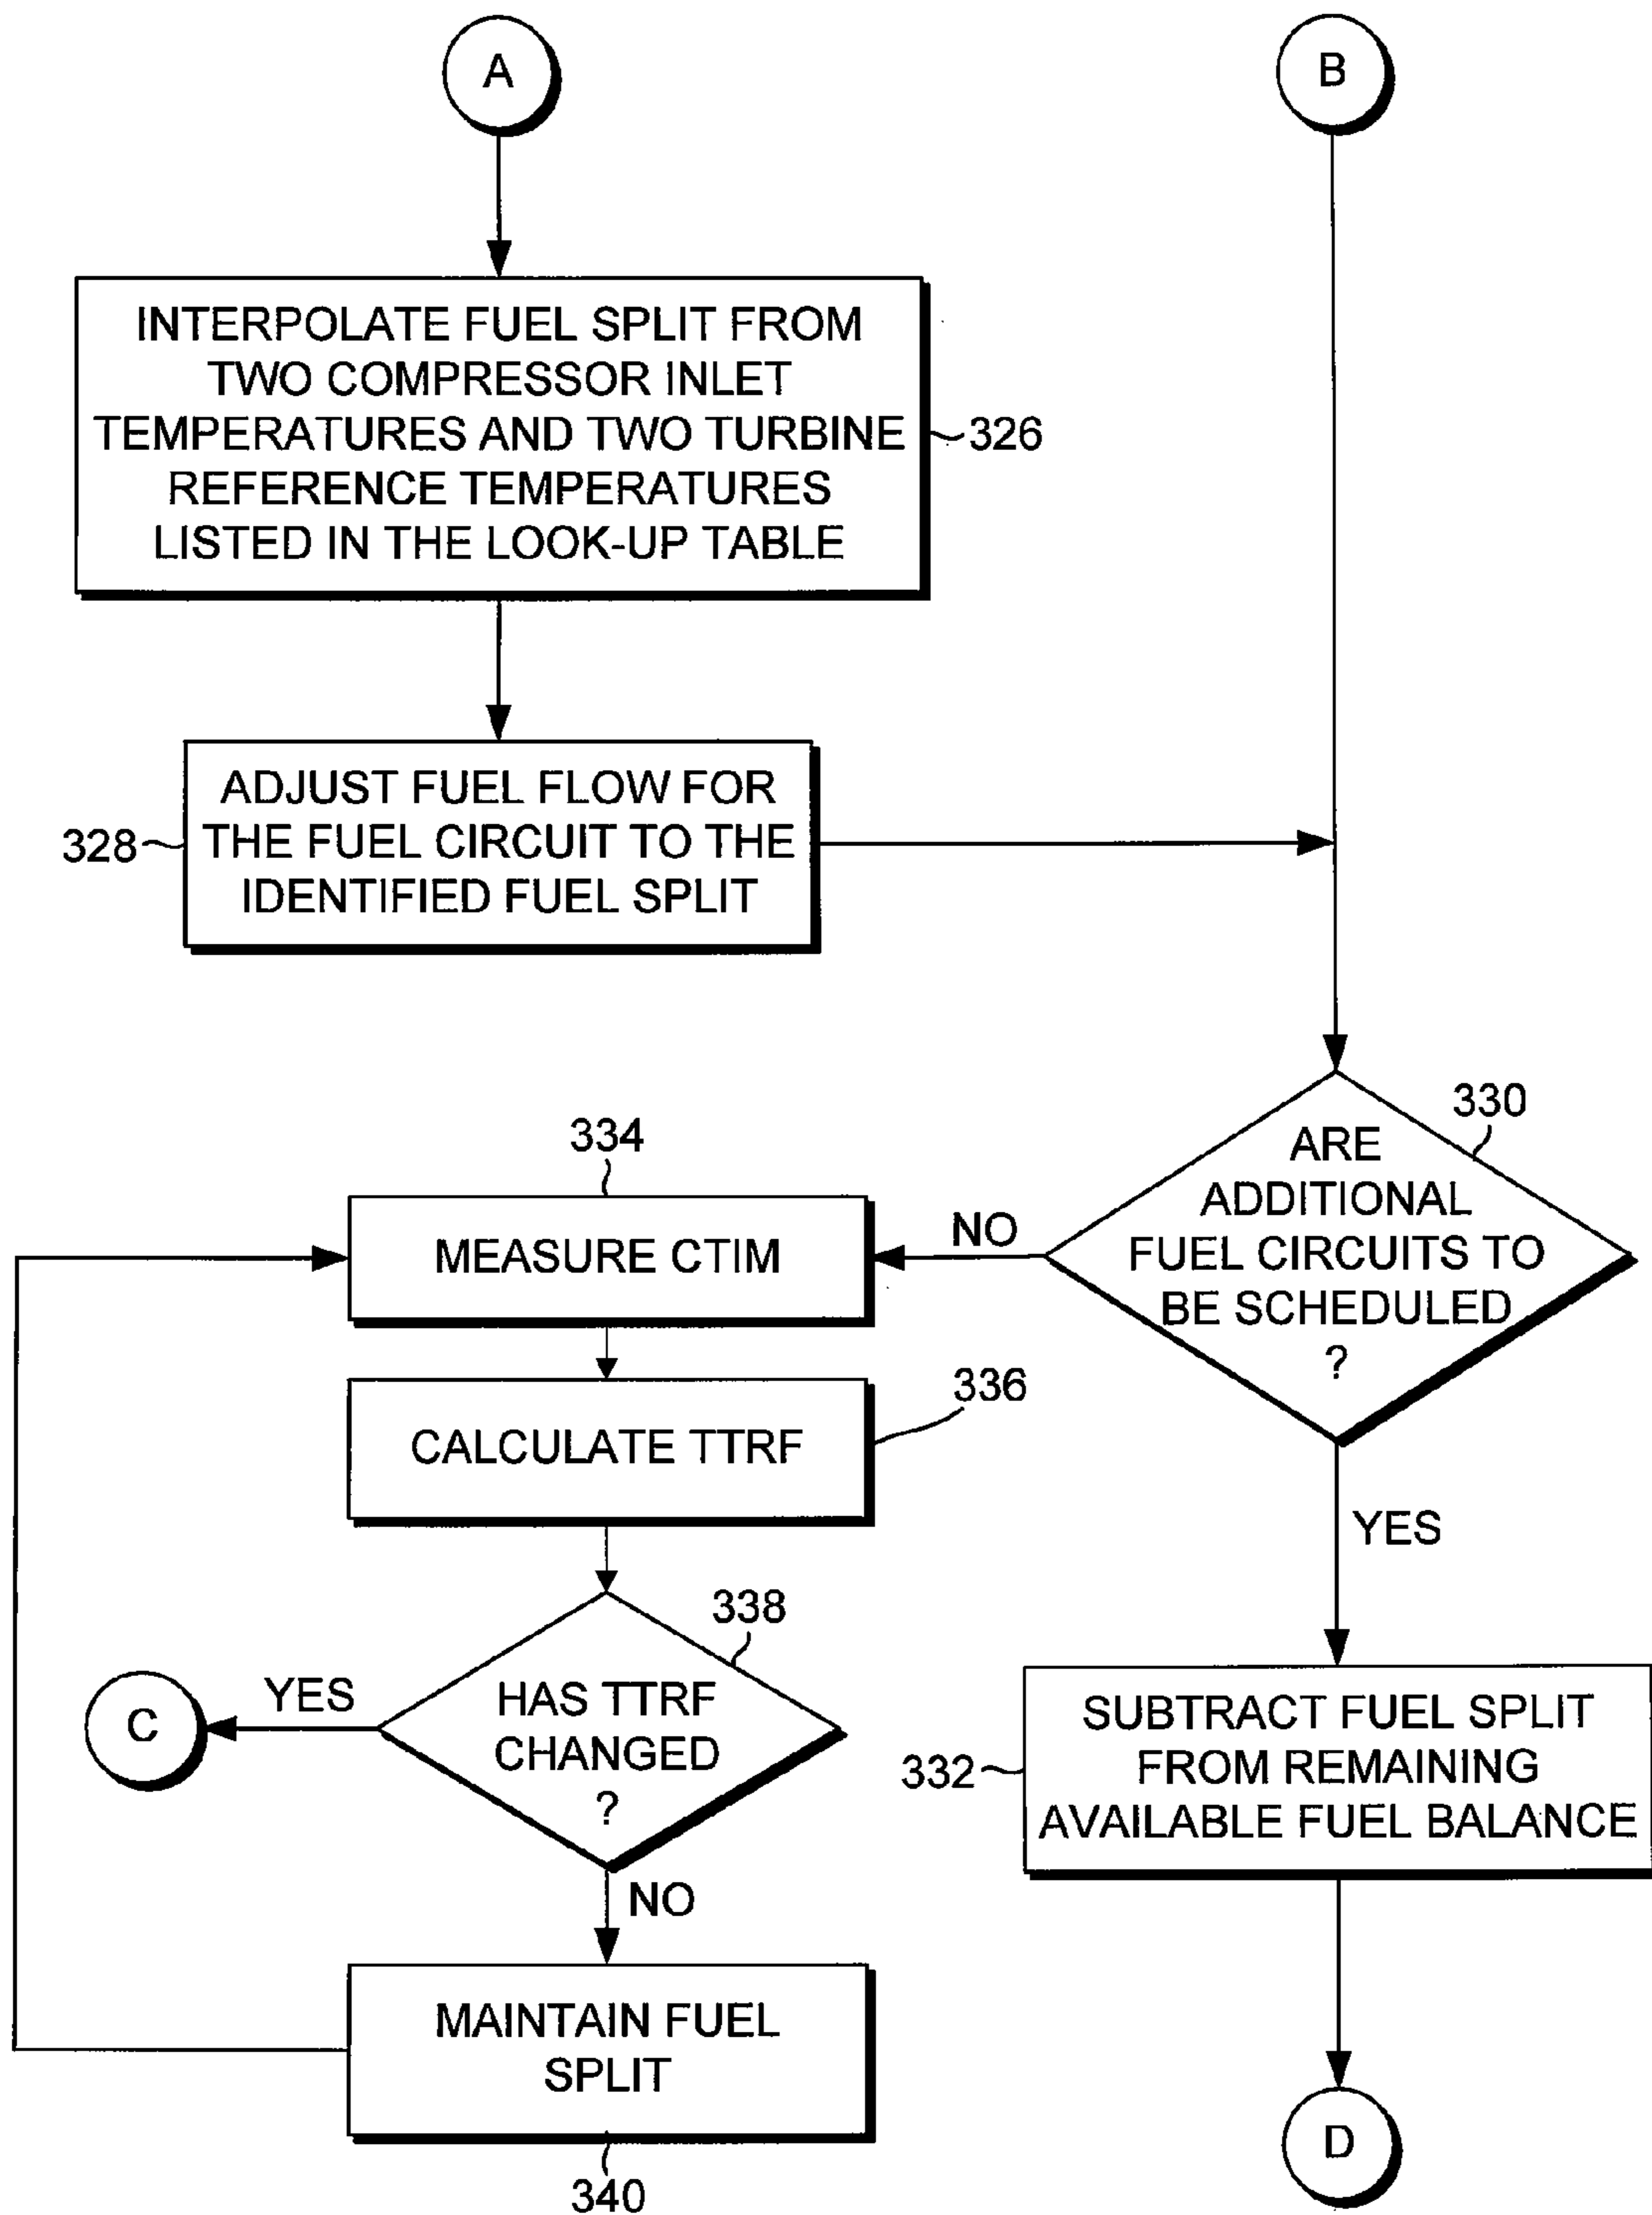 A
B
INTERPOLATE FUEL SPLIT FROM
TWO COMPRESSOR INLET
TEMPERATURES AND TWO TURBINE
REFERENCE TEMPERATURES
LISTED IN THE LOOK-UP TABLE
326
ADJUST FUEL FLOW FOR
THE FUEL CIRCUIT TO THE
IDENTIFIED FUEL SPLIT
328
330
ARE
ADDITIONAL
FUEL CIRCUITS TO
BE SCHEDULED
?
NO
YES
334
MEASURE CTIM
336
CALCULATE TTRF
338
HAS TTRF
CHANGED
?
YES
C
NO
332
SUBTRACT FUEL SPLIT
FROM REMAINING
AVAILABLE FUEL BALANCE
MAINTAIN FUEL
SPLIT
340
D